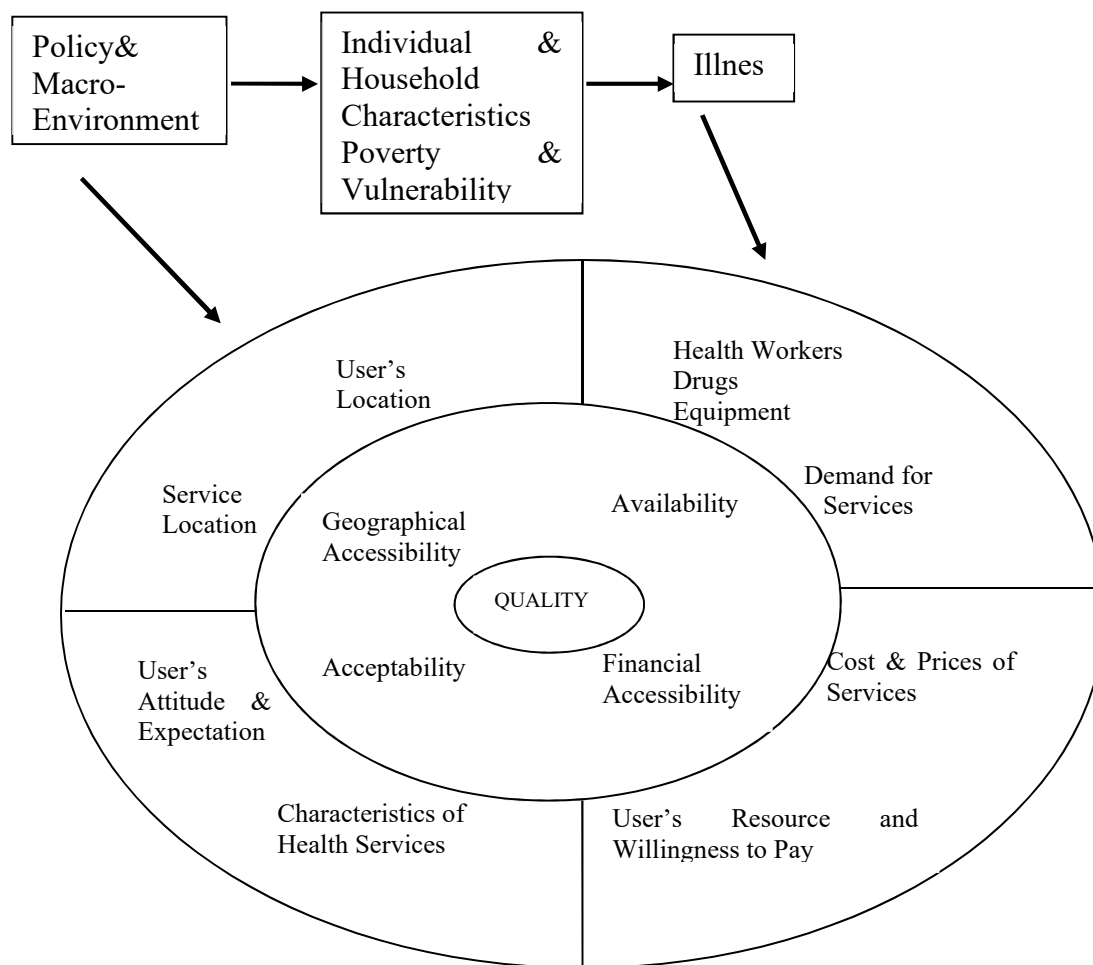 Policy&
Macro-
Environment
Individual &
Household
Characteristics
Poverty &
Vulnerability
Illnes
User’s
Location
Health Workers
Drugs
Equipment
Service
Location
Demand for
Services
Geographical
Accessibility
Availability
QUALITY
Acceptability
Financial
Accessibility
User’s
Attitude &
Expectation
Cost & Prices of
Services
Characteristics of
Health Services
User’s Resource and
Willingness to Pay